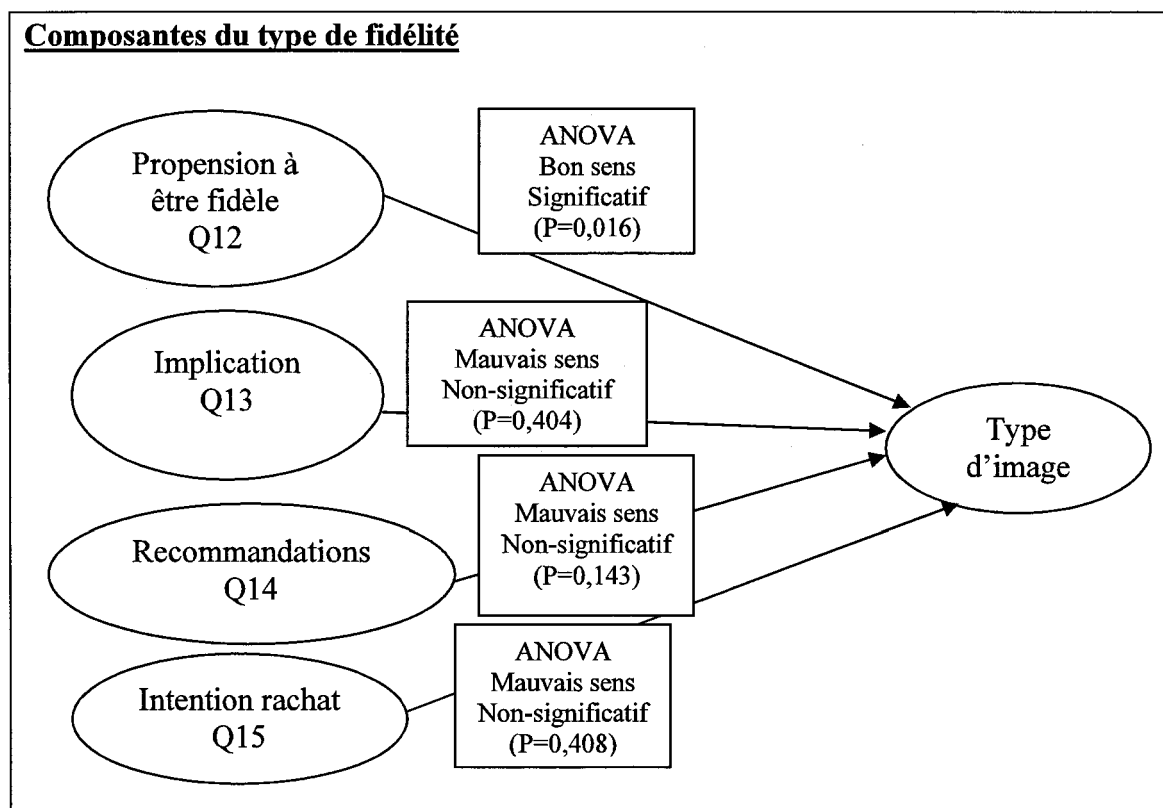 Composantes du type de fidélité
Propension à
être fidèle
Q12
ANOVA
Bon sens
Significatif
(P=0,016)
Implication
Q13
ANOVA
Mauvais sens
Non-significatif
(P=0,404)
Type
d'image
Recommandations
Q14
ANOVA
Mauvais sens
Non-significatif
(P=0,143)
Intention rachat
Q15
ANOVA
Mauvais sens
Non-significatif
(P=0,408)